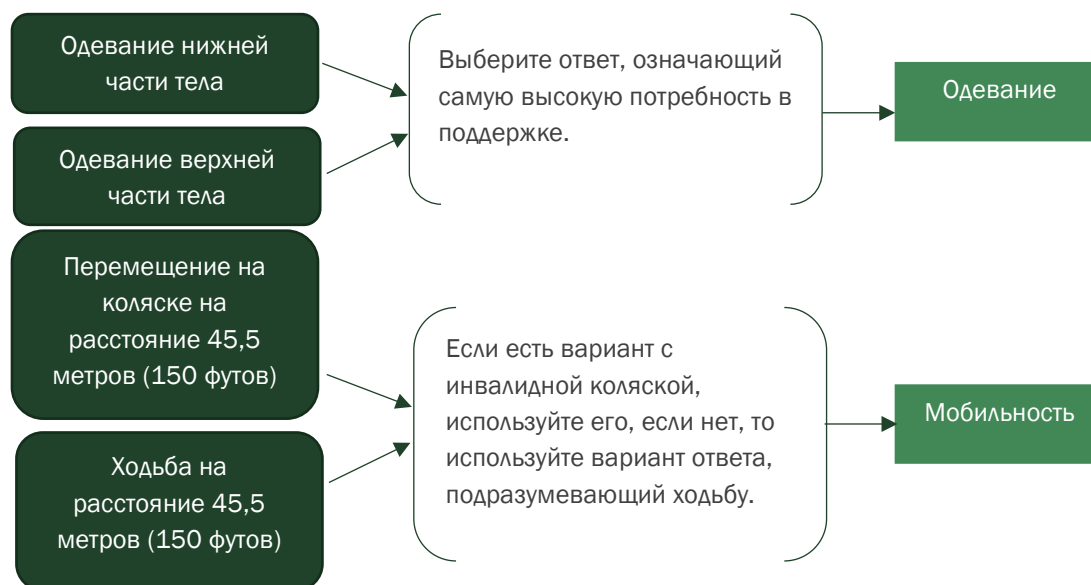 Одевание нижней
части тела
Одевание верхней
части тела
Выберите ответ, означающий
самую высокую потребность в
поддержке.
Одевание
Перемещение на
коляске на
расстояние 45,5
метров (150 футов)
Ходьба на
расстояние 45,5
метров (150 футов)
Если есть вариант с
инвалидной коляской,
используйте его, если нет, то
используйте вариант ответа,
подразумевающий ходьбу.
Мобильность